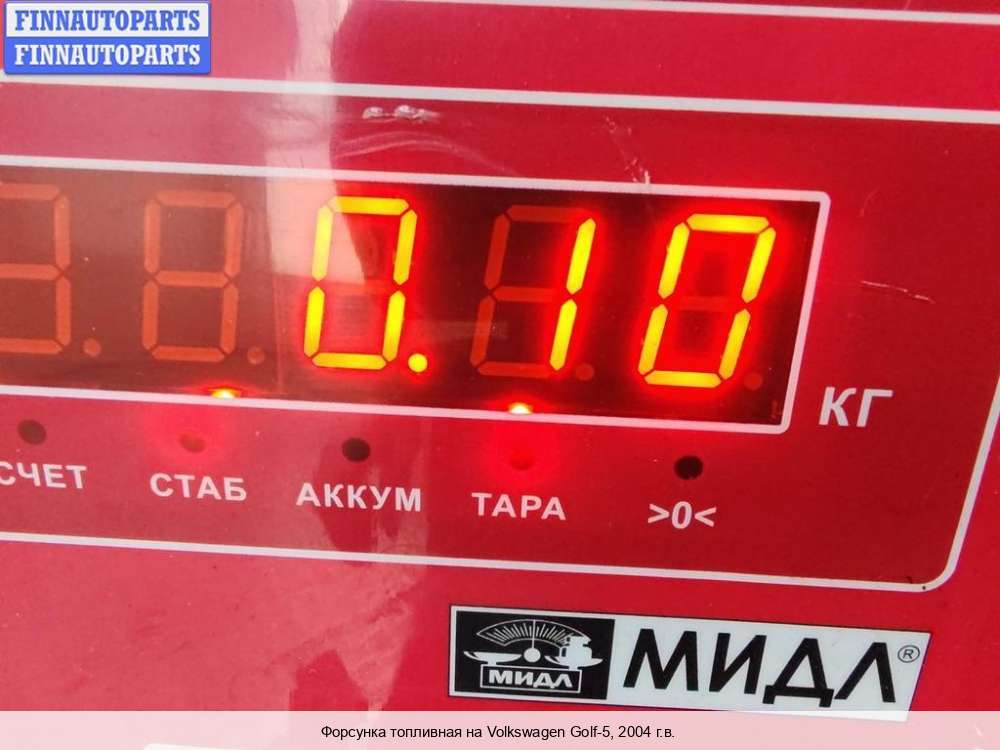 FINNAUTOPARTS
FINNAUTOPARTS
0.10
КГ
СЧЕТ СТАБ АККУМ ТАРА >0<
МИДЛ МИДЛ®
Форсунка топливная на Volkswagen Golf-5, 2004 г.в.